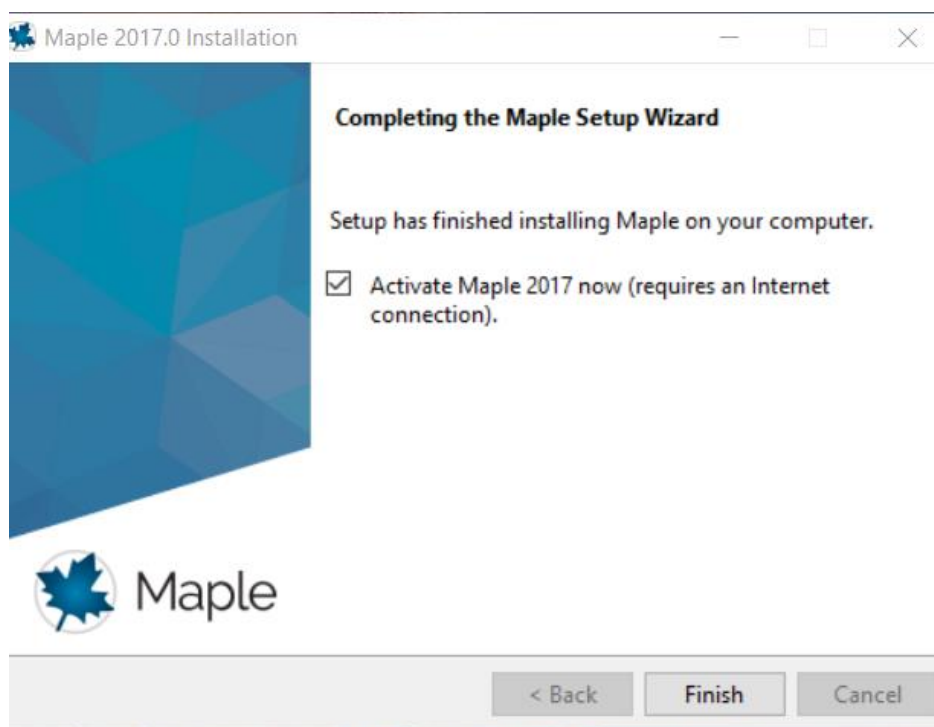 Maple 2017.0 Installation
Completing the Maple Setup Wizard
Setup has finished installing Maple on your computer.
Activate Maple 2017 now (requires an Internet
connection).
Maple
< Back Finish Cancel